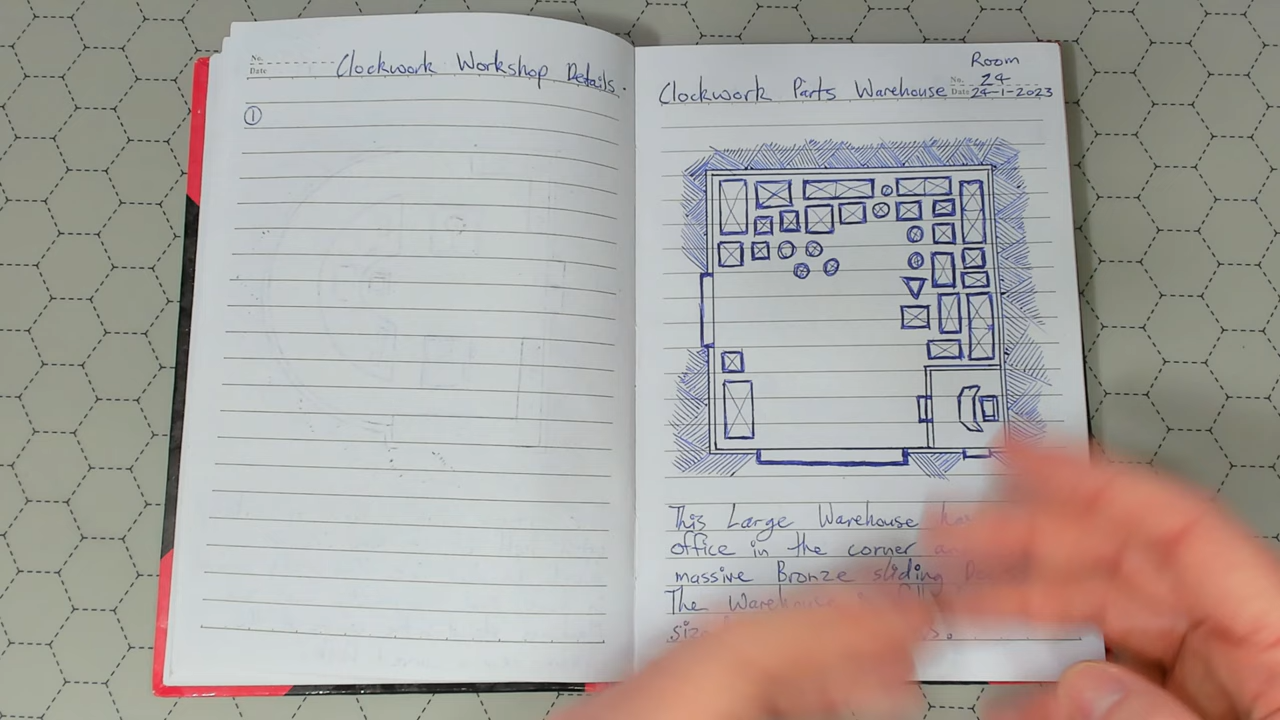 No.
Date
Clockwork Workshop Details.
①
Room
Clockwork Parts Warehouse No. 24
Date 24-1-2023
This Large Warehouse
office in the corner
massive Bronze sliding
The Warehouse